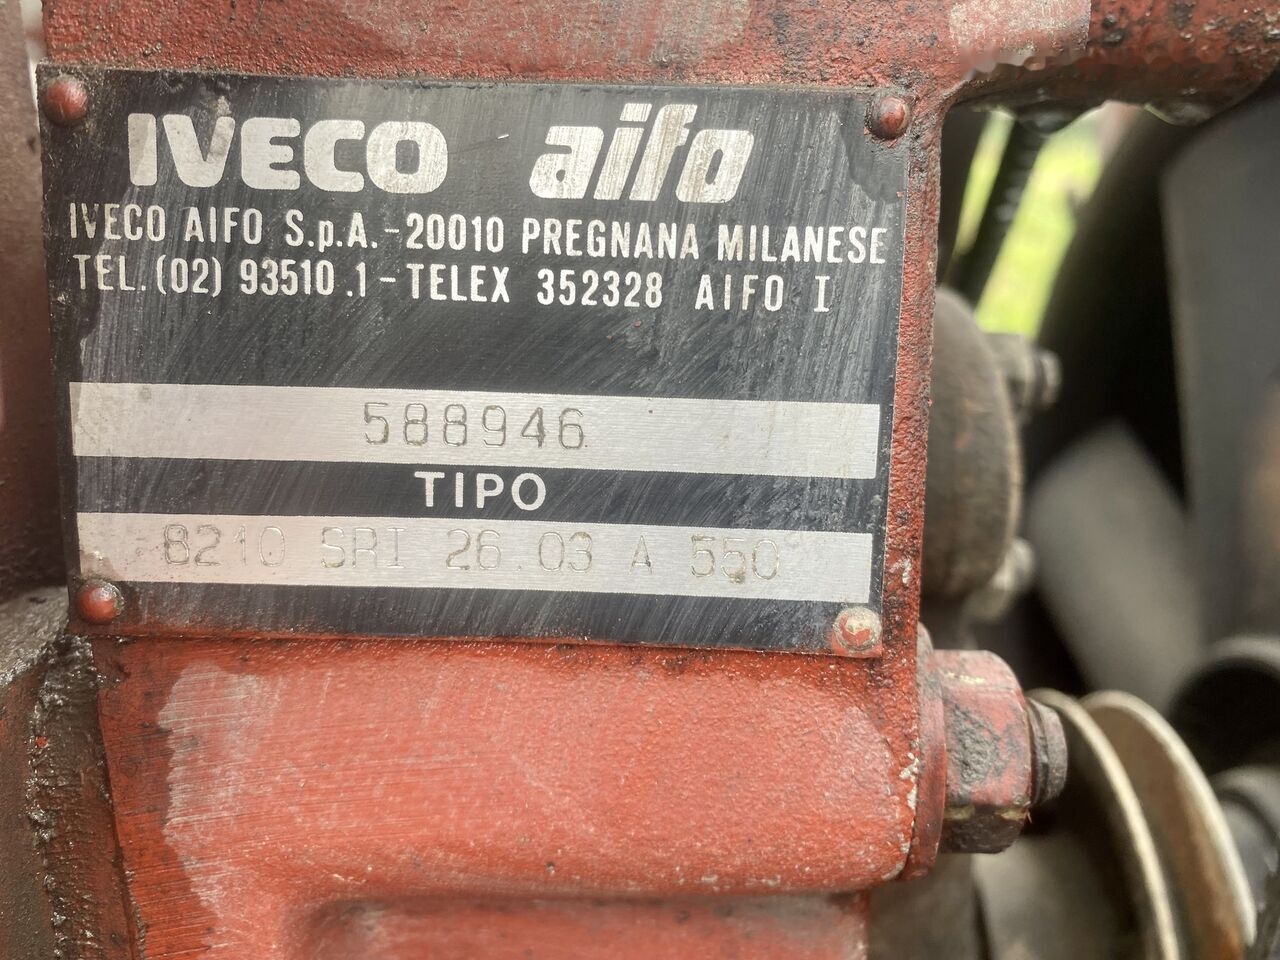 IVECO aifo
IVECO AIFO S.p.A.-20010 PREGNANA MILANESE
TEL.(02) 93510.1-TELEX 352328 AIFO I
588946
TIPO
8210 SRI 26.03 A 550